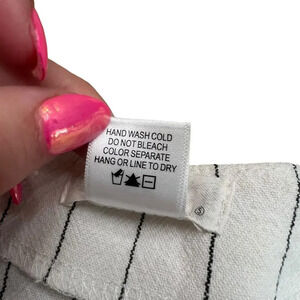 HAND WASH COLD
DO NOT BLEACH
COLOR SEPARATE
HANG OR LINE TO DRY